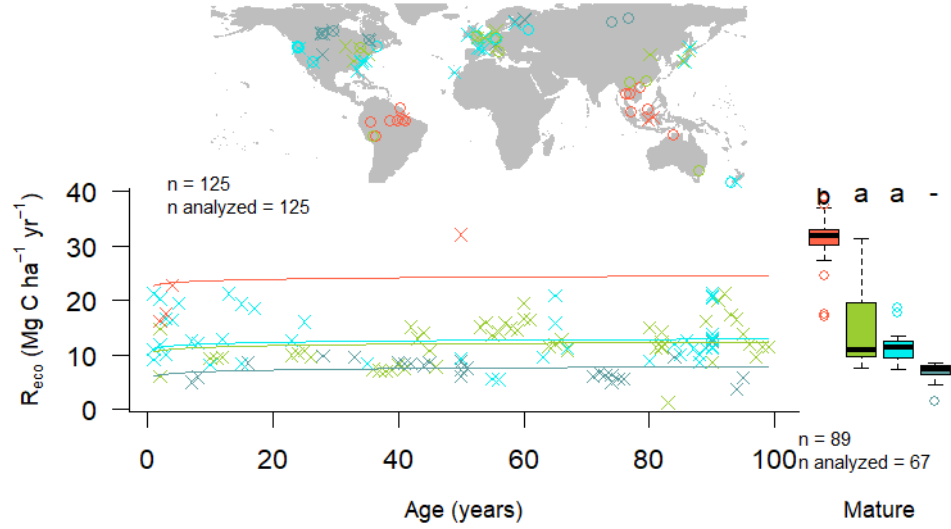 n = 125
n analyzed = 125
R_eco (Mg C ha⁻¹ yr⁻¹)
40
30
20
10
0
b a a -
0 20 40 60 80 100
n = 89
n analyzed = 67
Age (years)
Mature